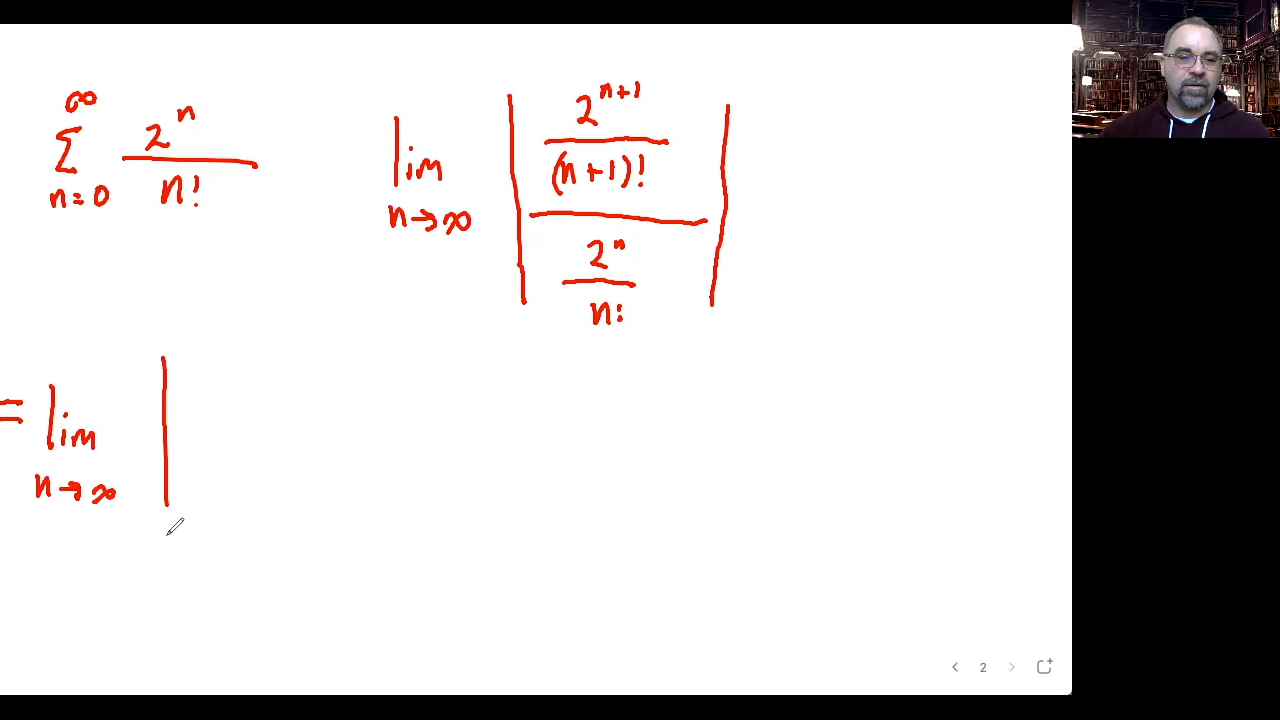 ∞
Σ 2^n / n!
n=0
lim | (2^{n+1} / (n+1)!) / (2^n / n!) |
n→∞
= lim |
n→∞
2